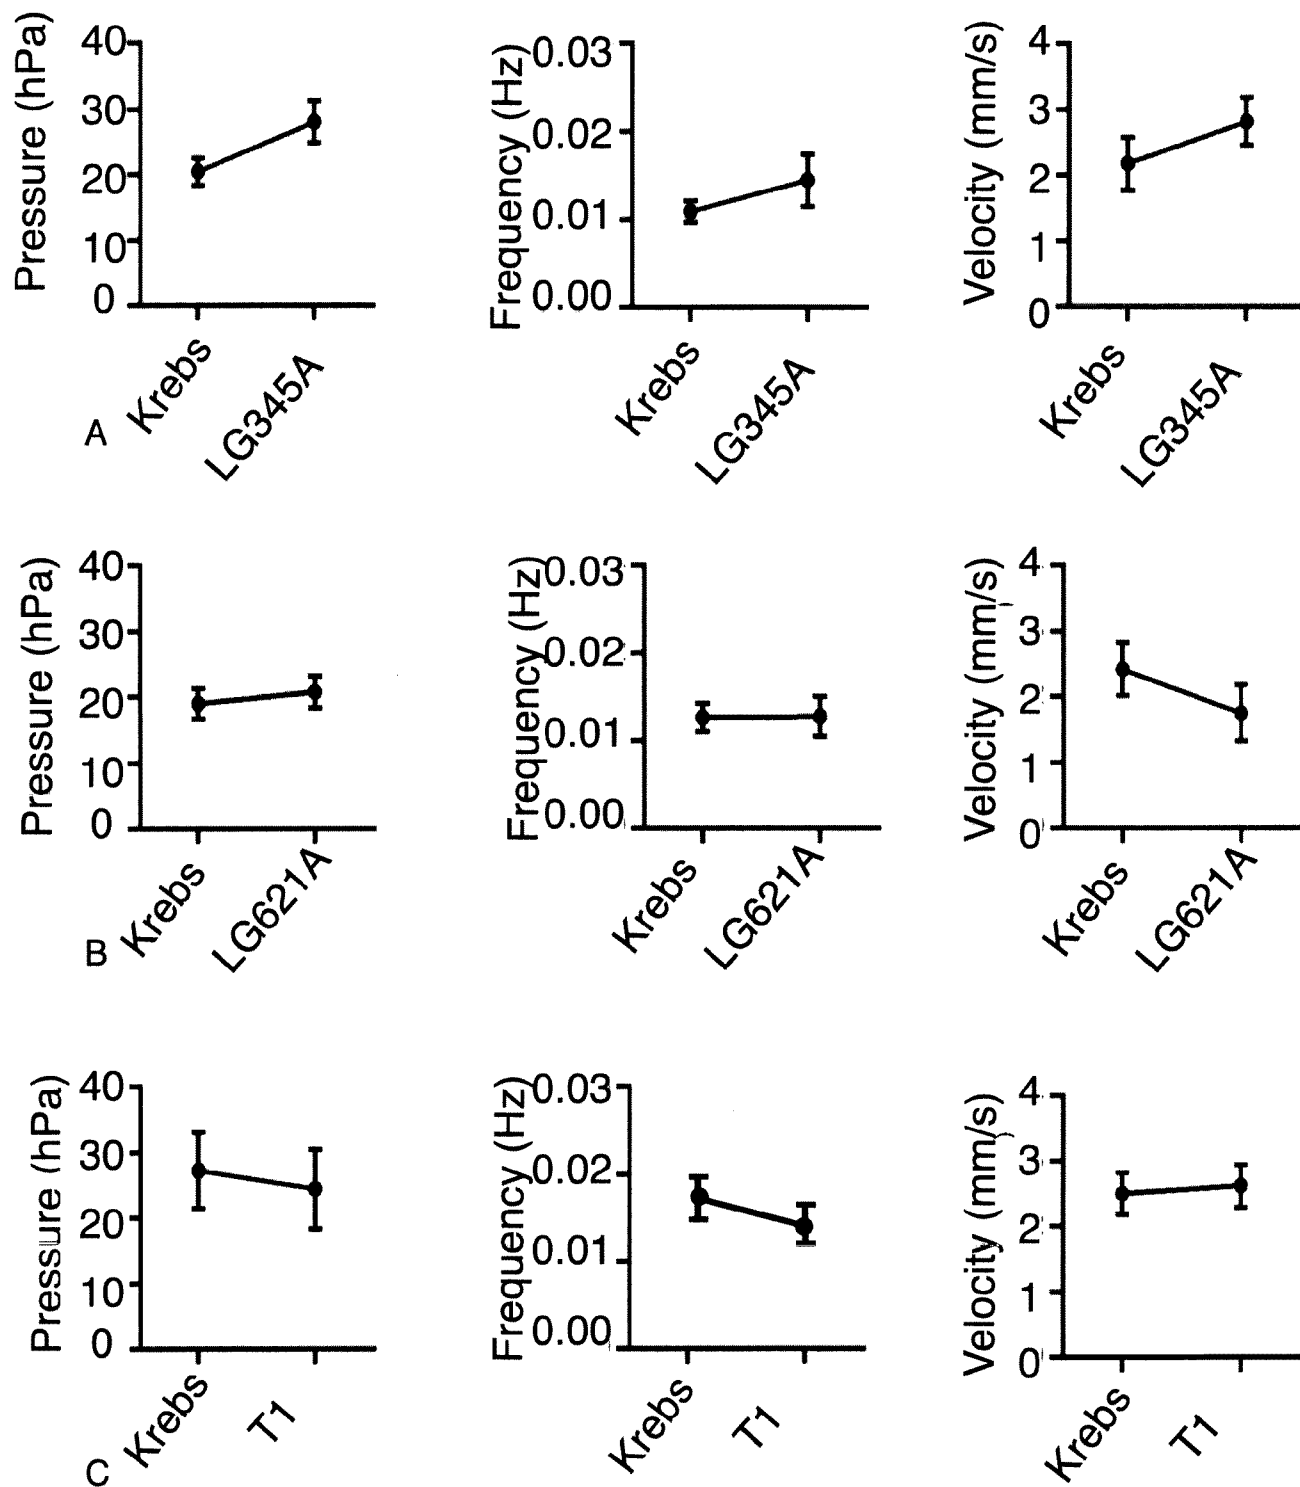 Pressure (hPa)
40
30
20
10
0
Krebs
LG345A
Frequency (Hz)
0.03
0.02
0.01
0.00
Krebs
LG345A
Velocity (mm/s)
4
3
2
1
0
Krebs
LG345A
A
Pressure (hPa)
40
30
20
10
0
Krebs
LG621A
Frequency (Hz)
0.03
0.02
0.01
0.00
Krebs
LG621A
Velocity (mm/s)
4
3
2
1
0
Krebs
LG621A
B
Pressure (hPa)
40
30
20
10
0
Krebs
T1
Frequency (Hz)
0.03
0.02
0.01
0.00
Krebs
T1
Velocity (mm/s)
4
3
2
1
0
Krebs
T1
C